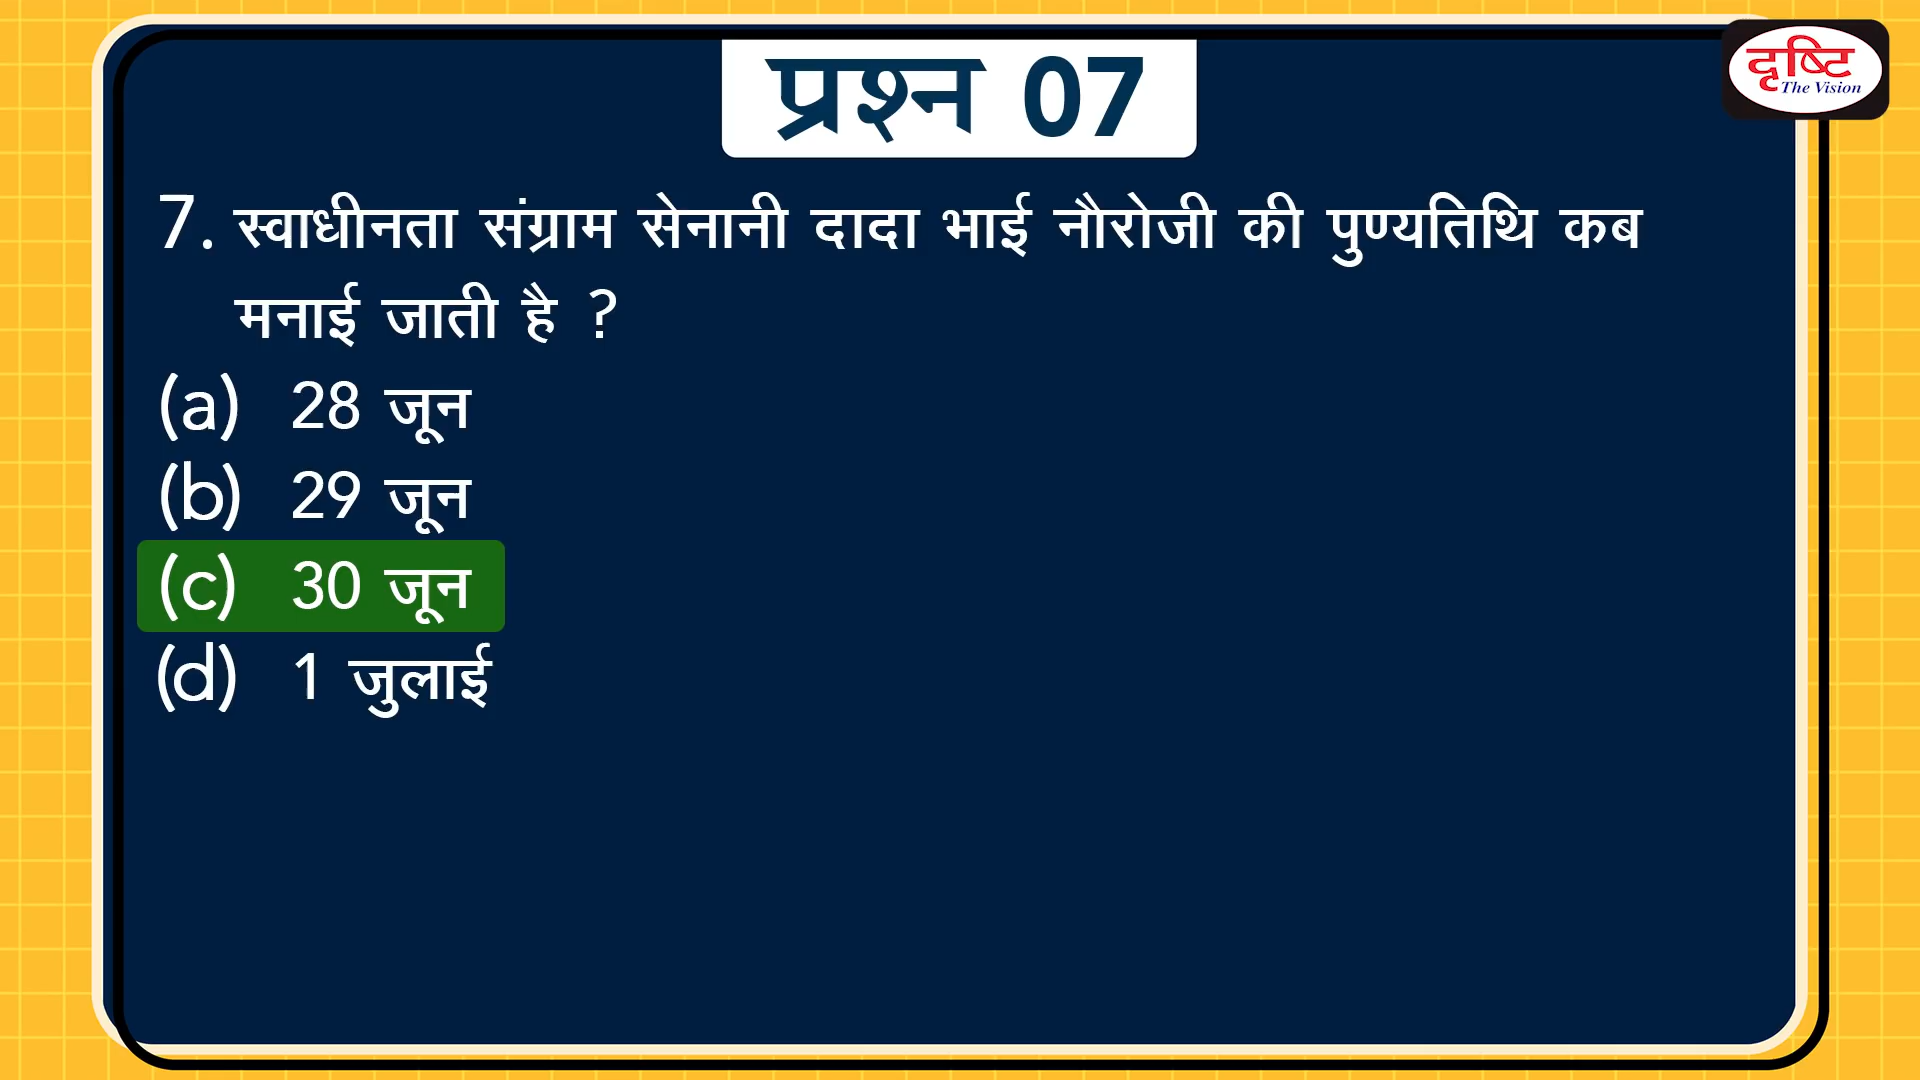 प्रश्न 07
दृष्टि
The Vision
7. स्वाधीनता संग्राम सेनानी दादा भाई नौरोजी की पुण्यतिथि कब
मनाई जाती है ?
(a) 28 जून
(b) 29 जून
(c) 30 जून
(d) 1 जुलाई